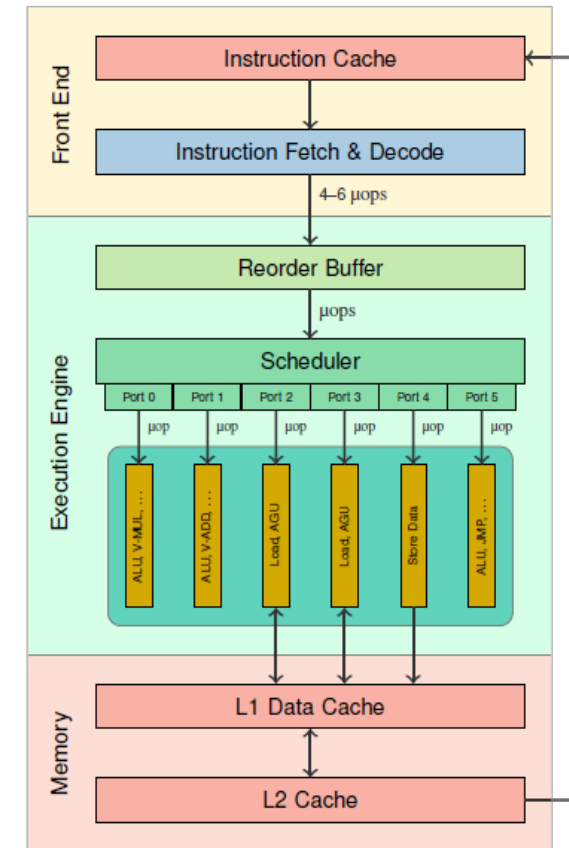 Front End
Instruction Cache
Instruction Fetch & Decode
4–6 μops
Execution Engine
Reorder Buffer
μops
Scheduler
Port 0 Port 1 Port 2 Port 3 Port 4 Port 5
μop μop μop μop μop μop
ALU, V-MUL, . . .
ALU, V-ADD, . . .
Load, AGU
Load, AGU
Store Data
ALU, JMP, . . .
Memory
L1 Data Cache
L2 Cache